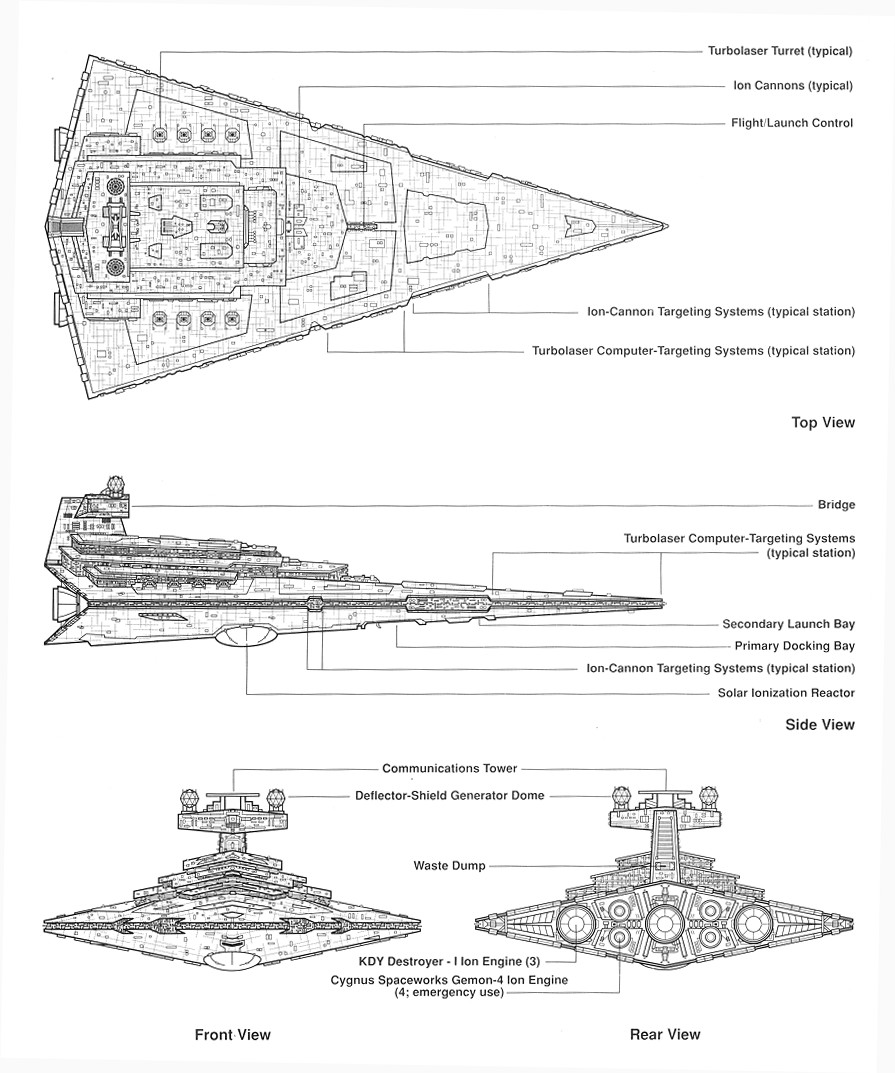 Turbolaser Turret (typical)
Ion Cannons (typical)
Flight/Launch Control
Ion-Cannon Targeting Systems (typical station)
Turbolaser Computer-Targeting Systems (typical station)
Top View
Bridge
Turbolaser Computer-Targeting Systems
(typical station)
Secondary Launch Bay
Primary Docking Bay
Ion-Cannon Targeting Systems (typical station)
Solar Ionization Reactor
Side View
Communications Tower
Deflector-Shield Generator Dome
Waste Dump
KDY Destroyer - I Ion Engine (3)
Cygnus Spaceworks Gemon-4 Ion Engine
(4; emergency use)
Front View
Rear View